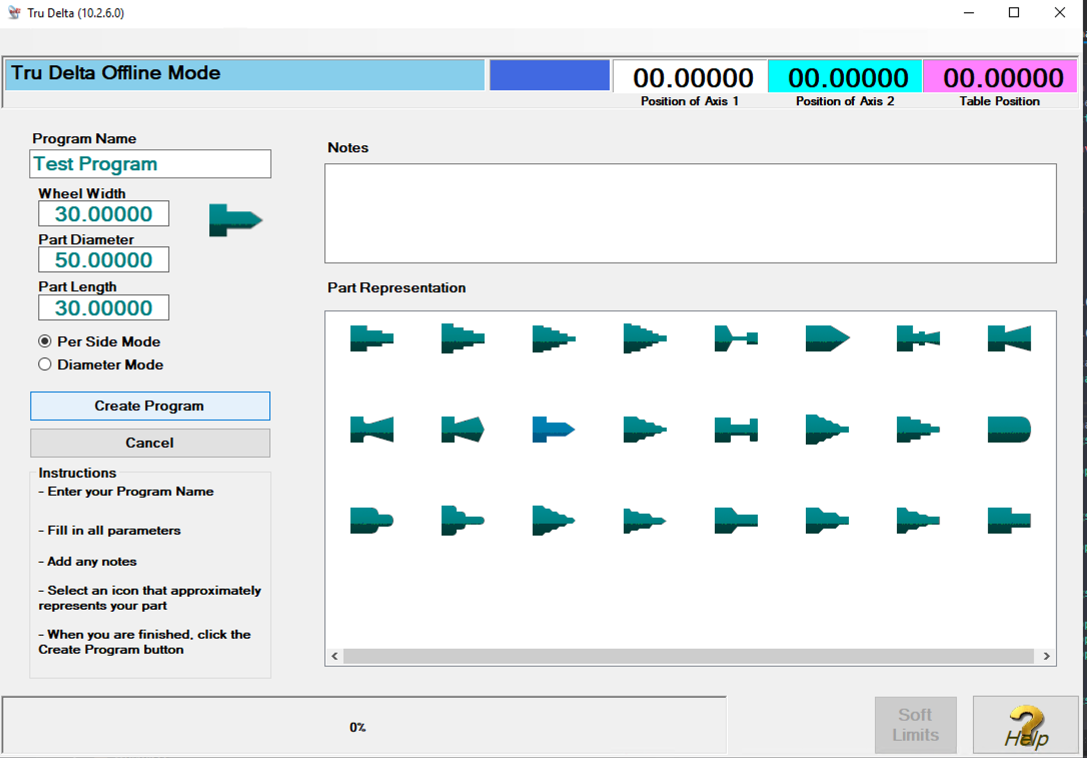 Tru Delta (10.2.6.0)
Tru Delta Offline Mode
00.00000
00.00000
00.00000
Position of Axis 1
Position of Axis 2
Table Position
Program Name
Test Program
Wheel Width
30.00000
Part Diameter
50.00000
Part Length
30.00000
Per Side Mode
Diameter Mode
Create Program
Cancel
Instructions
- Enter your Program Name
- Fill in all parameters
- Add any notes
- Select an icon that approximately
represents your part
- When you are finished, click the
Create Program button
Notes
Part Representation
0%
Soft
Limits
Help